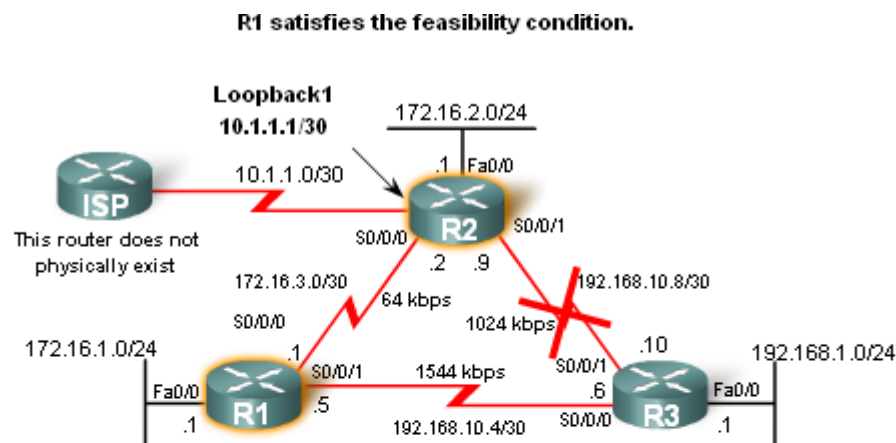 R1 satisfies the feasibility condition.
Loopback1
10.1.1.1/30
172.16.2.0/24
10.1.1.0/30
.1
Fa0/0
ISP
R2
This router does not
physically exist
S0/0/0
S0/0/1
.2
.9
172.16.3.0/30
64 kbps
192.168.10.8/30
1024 kbps
S0/0/0
172.16.1.0/24
.1
S0/0/1
1544 kbps
S0/0/1
.10
192.168.1.0/24
Fa0/0
R1
.5
.6
R3
Fa0/0
.1
192.168.10.4/30
S0/0/0
.1